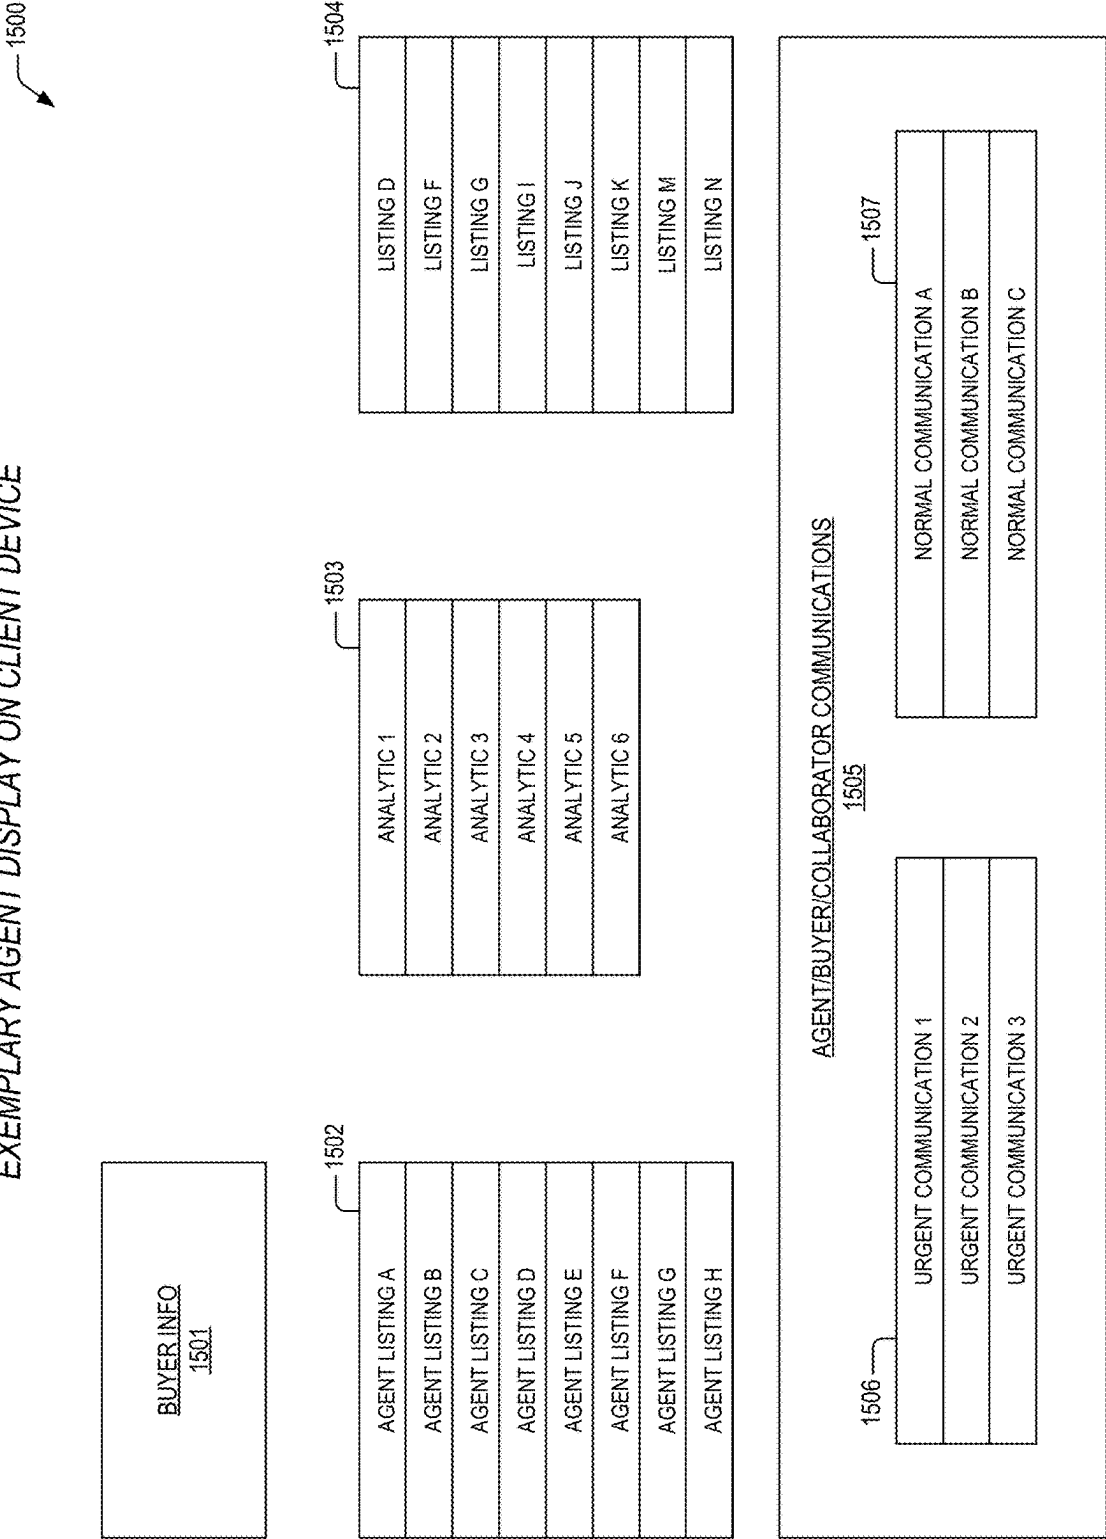 EXEMPLARY AGENT DISPLAY ON CLIENT DEVICE
1500
BUYER INFO
1501
1502
AGENT LISTING A
AGENT LISTING B
AGENT LISTING C
AGENT LISTING D
AGENT LISTING E
AGENT LISTING F
AGENT LISTING G
AGENT LISTING H
1503
ANALYTIC 1
ANALYTIC 2
ANALYTIC 3
ANALYTIC 4
ANALYTIC 5
ANALYTIC 6
1504
LISTING D
LISTING F
LISTING G
LISTING I
LISTING J
LISTING K
LISTING M
LISTING N
AGENT/BUYER/COLLABORATOR COMMUNICATIONS
1505
1506
URGENT COMMUNICATION 1
URGENT COMMUNICATION 2
URGENT COMMUNICATION 3
1507
NORMAL COMMUNICATION A
NORMAL COMMUNICATION B
NORMAL COMMUNICATION C